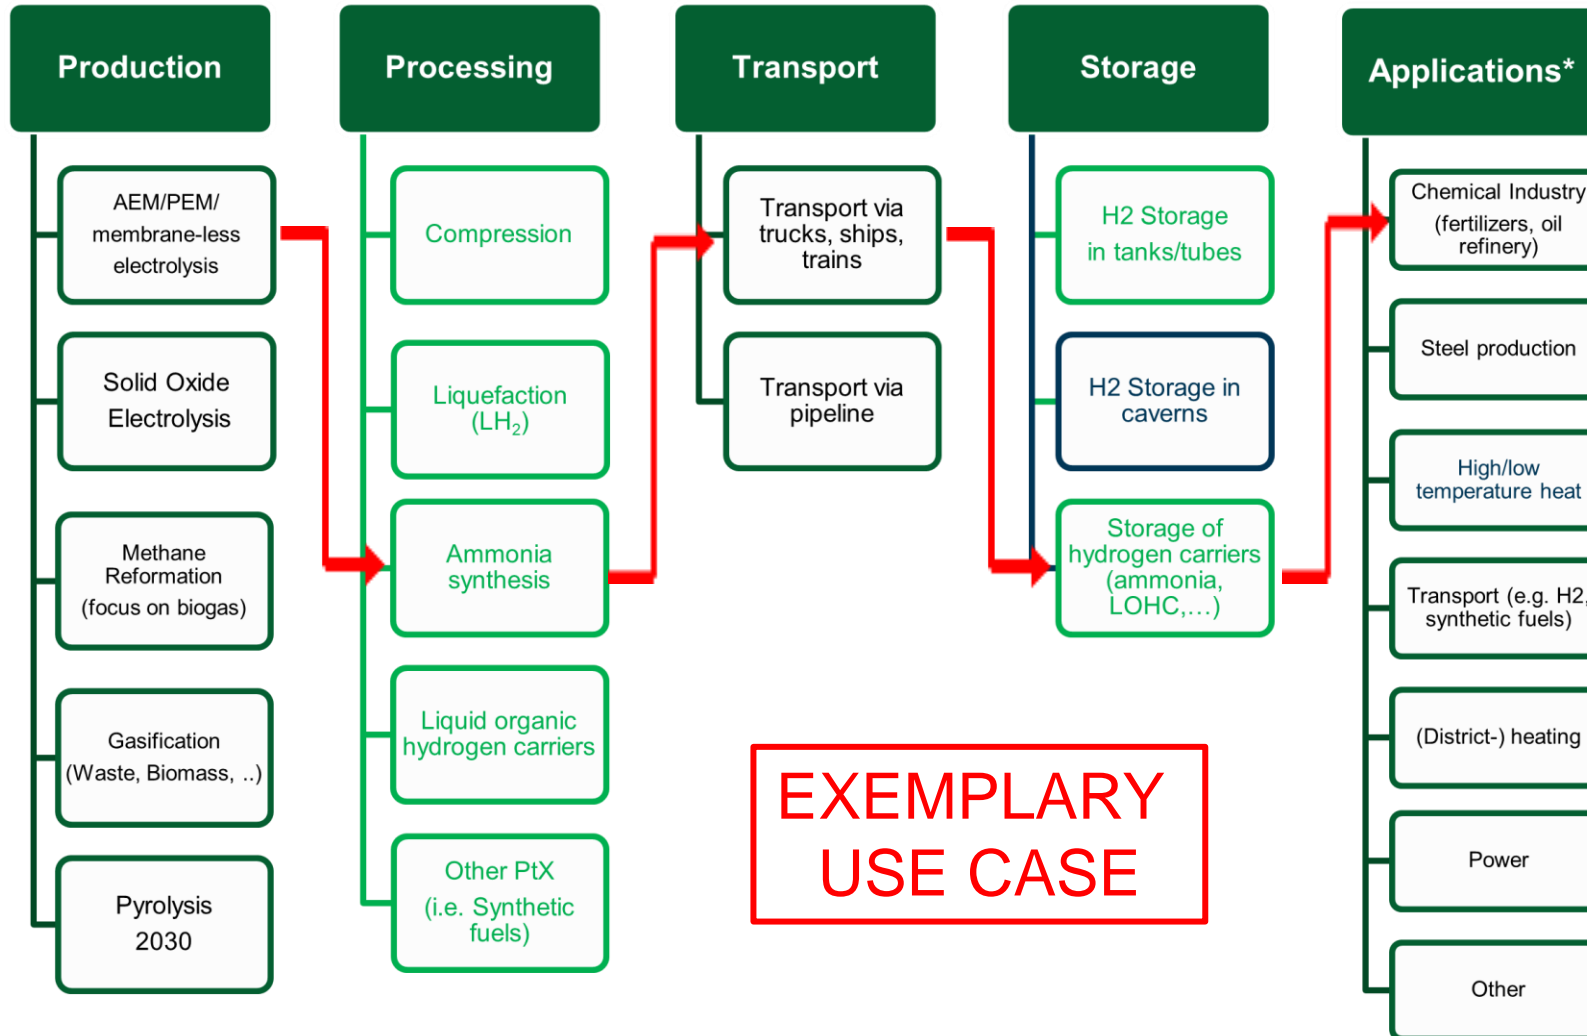 Production
AEM/PEM/
membrane-less
electrolysis
Solid Oxide
Electrolysis
Methane
Reformation
(focus on biogas)
Gasification
(Waste, Biomass, ..)
Pyrolysis
2030
Processing
Compression
Liquefaction
(LH₂)
Ammonia
synthesis
Liquid organic
hydrogen carriers
Other PtX
(i.e. Synthetic
fuels)
Transport
Transport via
trucks, ships,
trains
Transport via
pipeline
Storage
H2 Storage
in tanks/tubes
H2 Storage in
caverns
Storage of
hydrogen carriers
(ammonia,
LOHC,…)
Applications*
Chemical Industry
(fertilizers, oil
refinery)
Steel production
High/low
temperature heat
Transport (e.g. H2,
synthetic fuels)
(District-) heating
Power
Other
EXEMPLARY
USE CASE